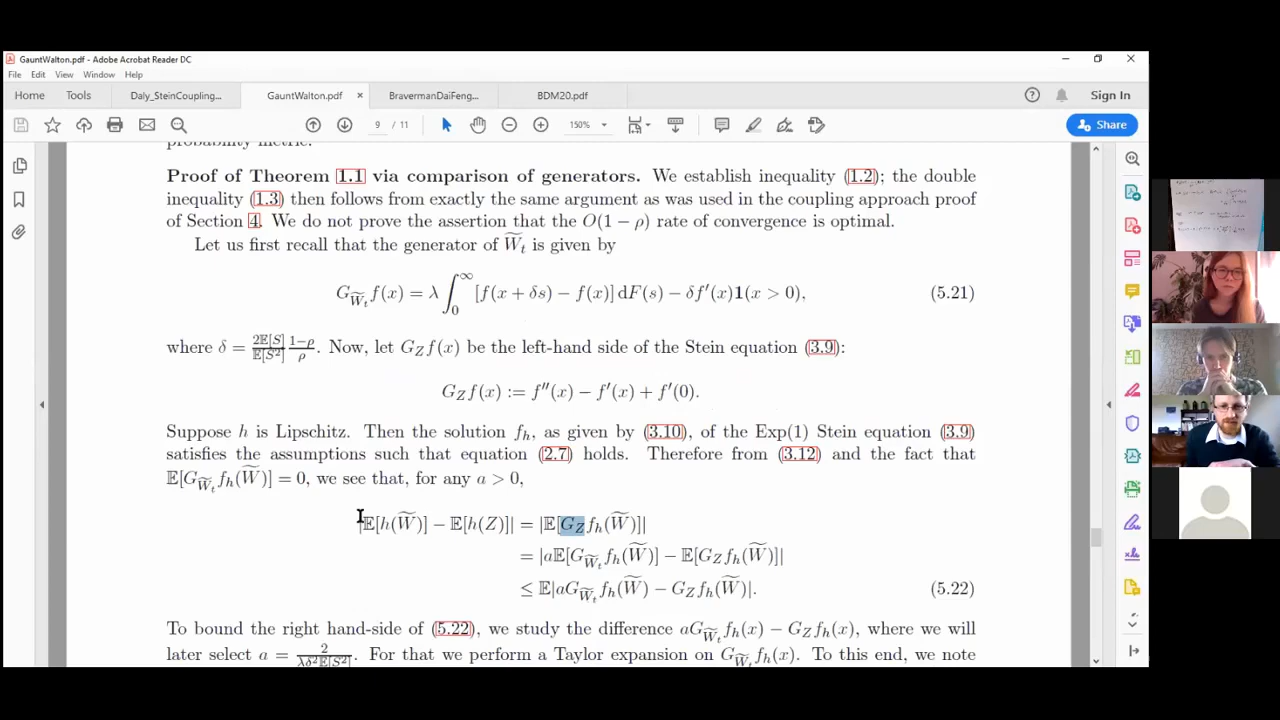 GauntWalton.pdf - Adobe Acrobat Reader DC
File Edit View Window Help
Home Tools Daly_SteinCoupling... GauntWalton.pdf × BravermanDaiFeng... BDM20.pdf Sign In
9 / 11 150% Share
probability metric.
Proof of Theorem 1.1 via comparison of generators. We establish inequality (1.2); the double
inequality (1.3) then follows from exactly the same argument as was used in the coupling approach proof
of Section 4. We do not prove the assertion that the O(1 − ρ) rate of convergence is optimal.
Let us first recall that the generator of W̃_t is given by
G_{W̃_t} f(x) = λ ∫_0^∞ [f(x + δs) − f(x)] dF(s) − δf′(x)1(x > 0), (5.21)
where δ = \frac{2𝔼[S]}{𝔼[S²]} \frac{1−ρ}{ρ}. Now, let G_Z f(x) be the left-hand side of the Stein equation (3.9):
G_Z f(x) := f″(x) − f′(x) + f′(0).
Suppose h is Lipschitz. Then the solution f_h, as given by (3.10), of the Exp(1) Stein equation (3.9)
satisfies the assumptions such that equation (2.7) holds. Therefore from (3.12) and the fact that
𝔼[G_{W̃_t} f_h(W̃)] = 0, we see that, for any a > 0,
|𝔼[h(W̃)] − 𝔼[h(Z)]| = |𝔼[G_Z f_h(W̃)]|
= |a𝔼[G_{W̃_t} f_h(W̃)] − 𝔼[G_Z f_h(W̃)]|
≤ 𝔼|aG_{W̃_t} f_h(W̃) − G_Z f_h(W̃)|. (5.22)
To bound the right hand-side of (5.22), we study the difference aG_{W̃_t} f_h(x) − G_Z f_h(x), where we will
later select a = \frac{2}{λδ²𝔼[S²]}. For that we perform a Taylor expansion on G_{W̃_t} f_h(x). To this end, we note